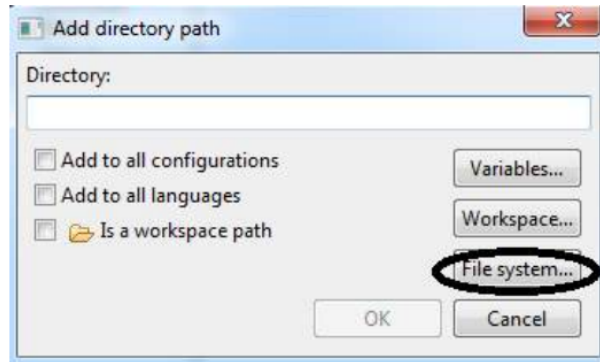 Add directory path
Directory:
Add to all configurations
Variables...
Add to all languages
Workspace...
Is a workspace path
File system...
OK
Cancel